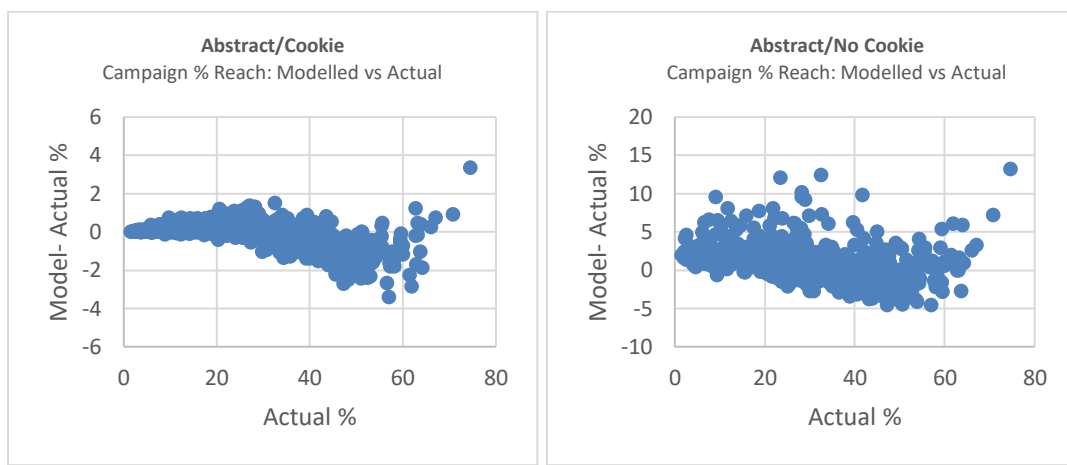 Abstract/Cookie
Campaign % Reach: Modelled vs Actual
6
4
2
0
-2
-4
-6
Model- Actual %
0 20 40 60 80
Actual %
Abstract/No Cookie
Campaign % Reach: Modelled vs Actual
20
15
10
5
0
-5
-10
Model- Actual %
0 20 40 60 80
Actual %